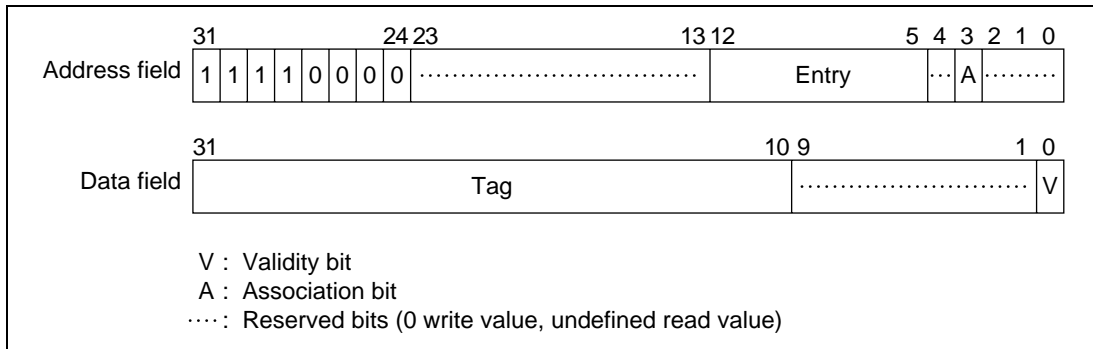 31 24 23 13 12 5 4 3 2 1 0
Address field 1 1 1 1 0 0 0 0 Entry A
31 10 9 1 0
Data field Tag V
V : Validity bit
A : Association bit
···· : Reserved bits (0 write value, undefined read value)